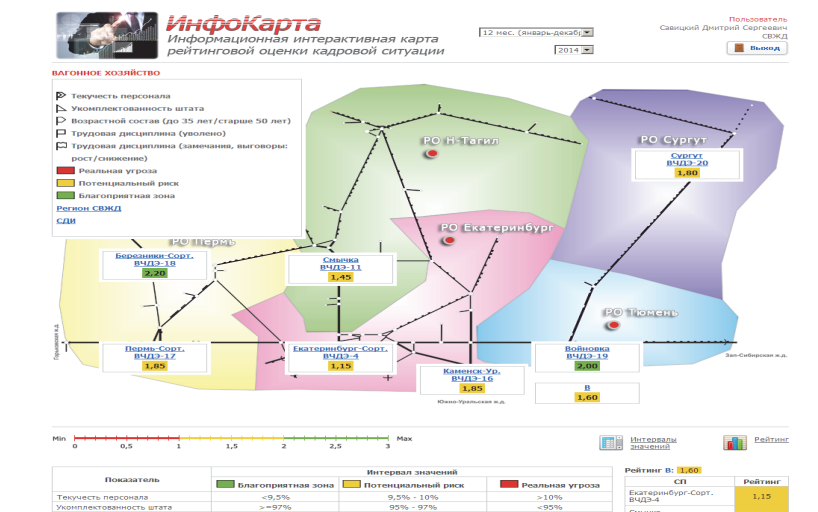 ИнфоКарта
Информационная интерактивная карта
рейтинговой оценки кадровой ситуации
12 мес. (январь-декабр
2014
Пользователь
Савицкий Дмитрий Сергеевич
СВЖД
Выход
ВАГОННОЕ ХОЗЯЙСТВО
Текучесть персонала
Укомплектованность штата
Возрастной состав (до 35 лет/старше 50 лет)
Трудовая дисциплина (уволено)
Трудовая дисциплина (замечания, выговоры:
рост/снижение)
Реальная угроза
Потенциальный риск
Благоприятная зона
Регион СВЖД
СДИ
РО Н-Тагил
РО Сургут
Сургут
ВЧДЭ-20
1,80
РО Екатеринбург
РО Пермь
Березники-Сорт.
ВЧДЭ-18
2,20
Смычка
ВЧДЭ-11
1,45
РО Тюмень
Горьковская ж.д.
Пермь-Сорт.
ВЧДЭ-17
1,85
Екатеринбург-Сорт.
ВЧДЭ-4
1,15
Каменск-Ур.
ВЧДЭ-16
1,85
Войновка
ВЧДЭ-19
2,00
В
1,60
Зап-Сибирская ж.д.
Южно-Уральская ж.д.
Min
Max
0 0,5 1 1,5 2 2,5 3
Интервалы
значений
Рейтинг
Показатель
Интервал значений
Благоприятная зона Потенциальный риск Реальная угроза
Текучесть персонала <9,5% 9,5% - 10% >10%
Укомплектованность штата >=97% 95% - 97% <95%
Рейтинг В: 1,60
СП Рейтинг
Екатеринбург-Сорт.
ВЧДЭ-4
1,15
Смычка